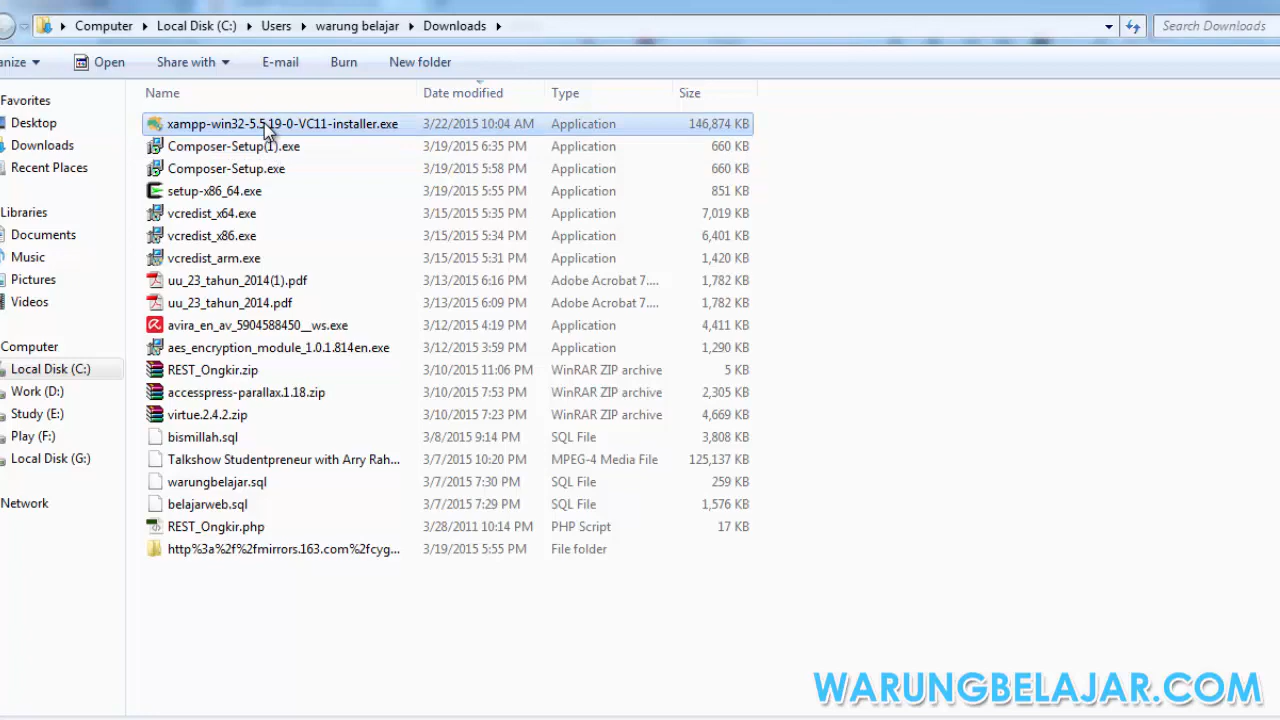 Computer ▸ Local Disk (C:) ▸ Users ▸ warung belajar ▸ Downloads ▸ Search Downloads
anize Open Share with E-mail Burn New folder
Name Date modified Type Size
Favorites
Desktop
Downloads
Recent Places
Libraries
Documents
Music
Pictures
Videos
Computer
Local Disk (C:)
Work (D:)
Study (E:)
Play (F:)
Local Disk (G:)
Network
xampp-win32-5.5.19-0-VC11-installer.exe 3/22/2015 10:04 AM Application 146,874 KB
Composer-Setup(1).exe 3/19/2015 6:35 PM Application 660 KB
Composer-Setup.exe 3/19/2015 5:58 PM Application 660 KB
setup-x86_64.exe 3/19/2015 5:55 PM Application 851 KB
vcredist_x64.exe 3/15/2015 5:35 PM Application 7,019 KB
vcredist_x86.exe 3/15/2015 5:34 PM Application 6,401 KB
vcredist_arm.exe 3/15/2015 5:31 PM Application 1,420 KB
uu_23_tahun_2014(1).pdf 3/13/2015 6:16 PM Adobe Acrobat 7.... 1,782 KB
uu_23_tahun_2014.pdf 3/13/2015 6:09 PM Adobe Acrobat 7.... 1,782 KB
avira_en_av_5904588450__ws.exe 3/12/2015 4:19 PM Application 4,411 KB
aes_encryption_module_1.0.1.814en.exe 3/12/2015 3:59 PM Application 1,290 KB
REST_Ongkir.zip 3/10/2015 11:06 PM WinRAR ZIP archive 5 KB
accesspress-parallax.1.18.zip 3/10/2015 7:53 PM WinRAR ZIP archive 2,305 KB
virtue.2.4.2.zip 3/10/2015 7:23 PM WinRAR ZIP archive 4,669 KB
bismillah.sql 3/8/2015 9:14 PM SQL File 3,808 KB
Talkshow Studentpreneur with Arry Rah... 3/7/2015 10:20 PM MPEG-4 Media File 125,137 KB
warungbelajar.sql 3/7/2015 7:30 PM SQL File 259 KB
belajarweb.sql 3/7/2015 7:29 PM SQL File 1,576 KB
REST_Ongkir.php 3/28/2011 10:14 PM PHP Script 17 KB
http%3a%2f%2fmirrors.163.com%2fcyg... 3/19/2015 5:55 PM File folder
WARUNGBELAJAR.COM